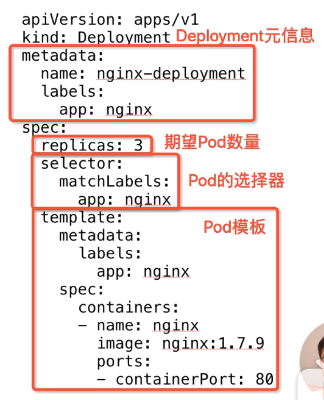 apiVersion: apps/v1
kind: Deployment Deployment元信息
metadata:
  name: nginx-deployment
  labels:
    app: nginx
spec:
  replicas: 3 期望Pod数量
  selector:
    matchLabels: Pod的选择器
      app: nginx
  template: Pod模板
    metadata:
      labels:
        app: nginx
    spec:
      containers:
      - name: nginx
        image: nginx:1.7.9
        ports:
        - containerPort: 80